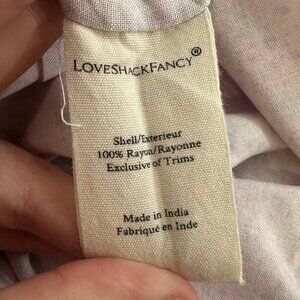 LOVESHACKFANCY®
Shell/Exterieur
100% Rayon/Rayonne
Exclusive of Trims
Made in India
Fabriqué en Inde